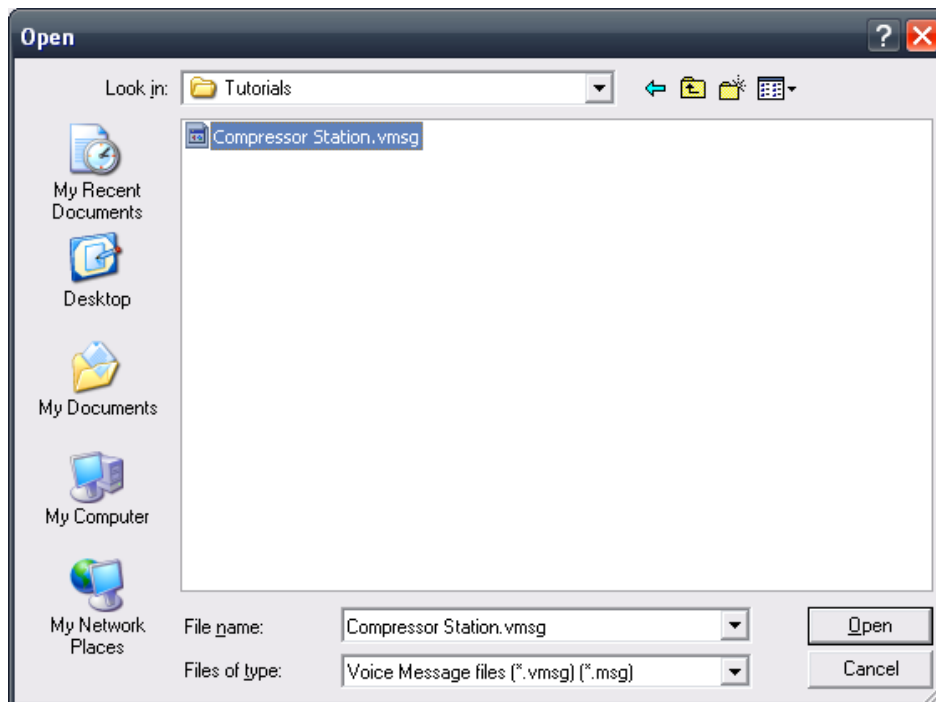 Open
?
Look in: Tutorials
Compressor Station.vmsg
My Recent
Documents
Desktop
My Documents
My Computer
My Network
Places
File name: Compressor Station.vmsg Open
Files of type: Voice Message files (*.vmsg) (*.msg) Cancel